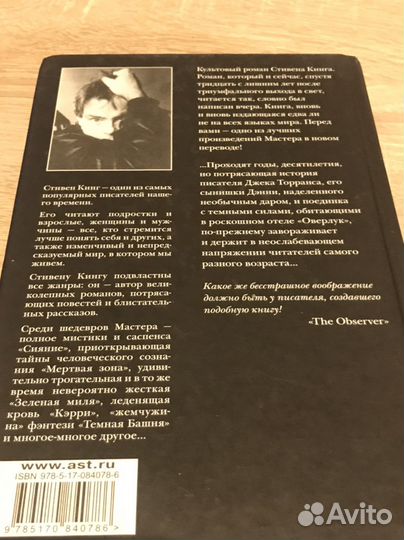 Культовый роман Стивена Кинга.
Роман, который и сейчас, спустя
тридцать с лишним лет после
триумфального выхода в свет,
читается так, словно был
написан вчера. Книга, вновь
и вновь издающаяся едва ли
не на всех языках мира. Перед
вами — одно из лучших
произведений Мастера в новом
переводе!
...Проходят годы, десятилетия,
но потрясающая история
писателя Джека Торранса, его
сынишки Дэнни, наделенного
необычным даром, и поединка
с темными силами, обитающими
в роскошном отеле «Оверлук»,
по-прежнему завораживает
и держит в неослабевающем
напряжении читателей самого
разного возраста...
Какое же бесстрашное воображение
должно быть у писателя, создавшего
подобную книгу!
«The Observer»
Стивен Кинг — один из самых
популярных писателей наше-
го времени.
Его читают подростки и
взрослые, женщины и муж-
чины — все, кто стремится
лучше понять себя и других, а
также изменчивый и непред-
сказуемый мир, в котором мы
живем.
Стивену Кингу подвластны
все жанры: он — автор вели-
колепных романов, потряса-
ющих повестей и блистатель-
ных рассказов.
Среди шедевров Мастера —
полное мистики и саспенса
«Сияние», приоткрывающая
тайны человеческого созна-
ния «Мертвая зона», удиви-
тельно трогательная и в то же
время невероятно жесткая
«Зеленая миля», леденящая
кровь «Кэрри», «жемчужи-
на» фэнтези «Темная Башня»
и многое-многое другое...
www.ast.ru
ISBN 978-5-17-084078-6
9 785170 840786 >
Avito